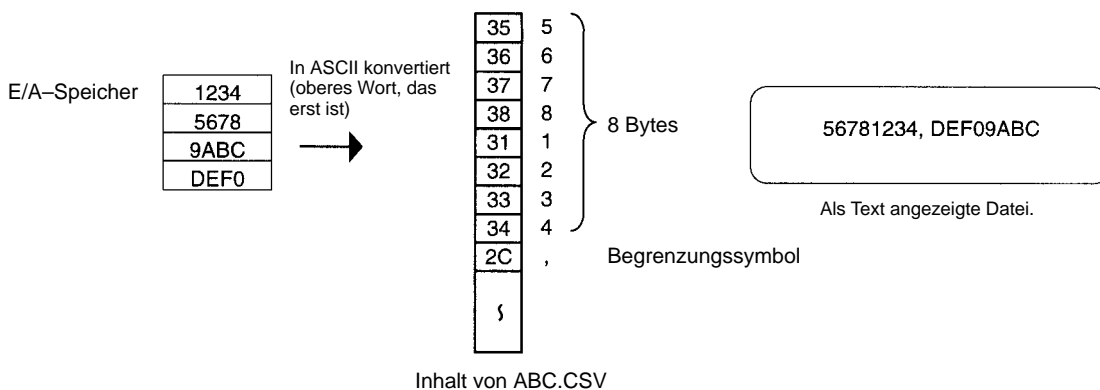 E/A–Speicher
1234
5678
9ABC
DEF0
In ASCII konvertiert
(oberes Wort, das
erst ist)
35 5
36 6
37 7
38 8
31 1
32 2
33 3
34 4
2C ,
8 Bytes
Begrenzungssymbol
Inhalt von ABC.CSV
56781234, DEF09ABC
Als Text angezeigte Datei.